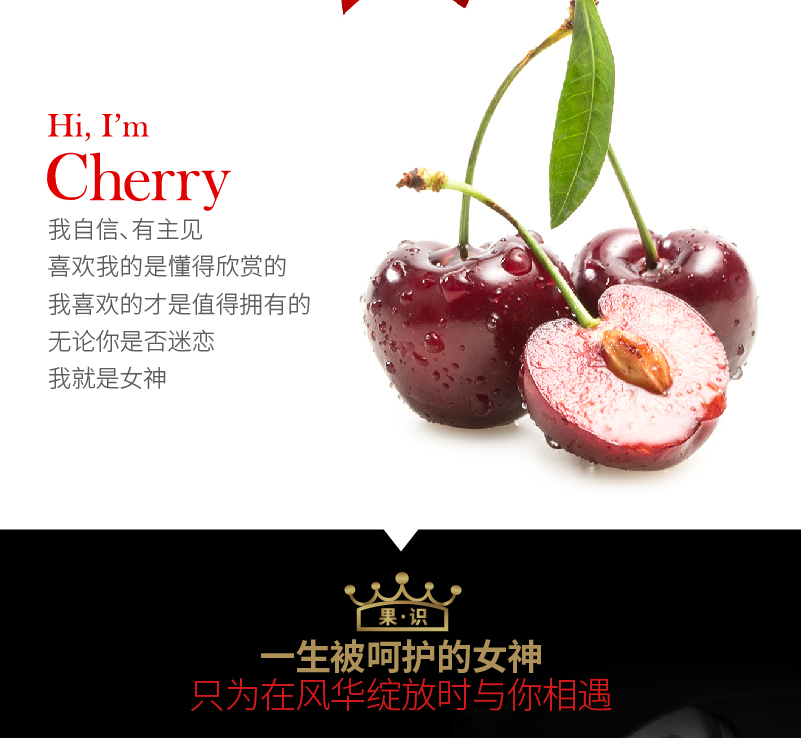 Hi, I’m
Cherry
我自信、有主见
喜欢我的是懂得欣赏的
我喜欢的才是值得拥有的
无论你是否迷恋
我就是女神
果·识
一生被呵护的女神
只为在风华绽放时与你相遇